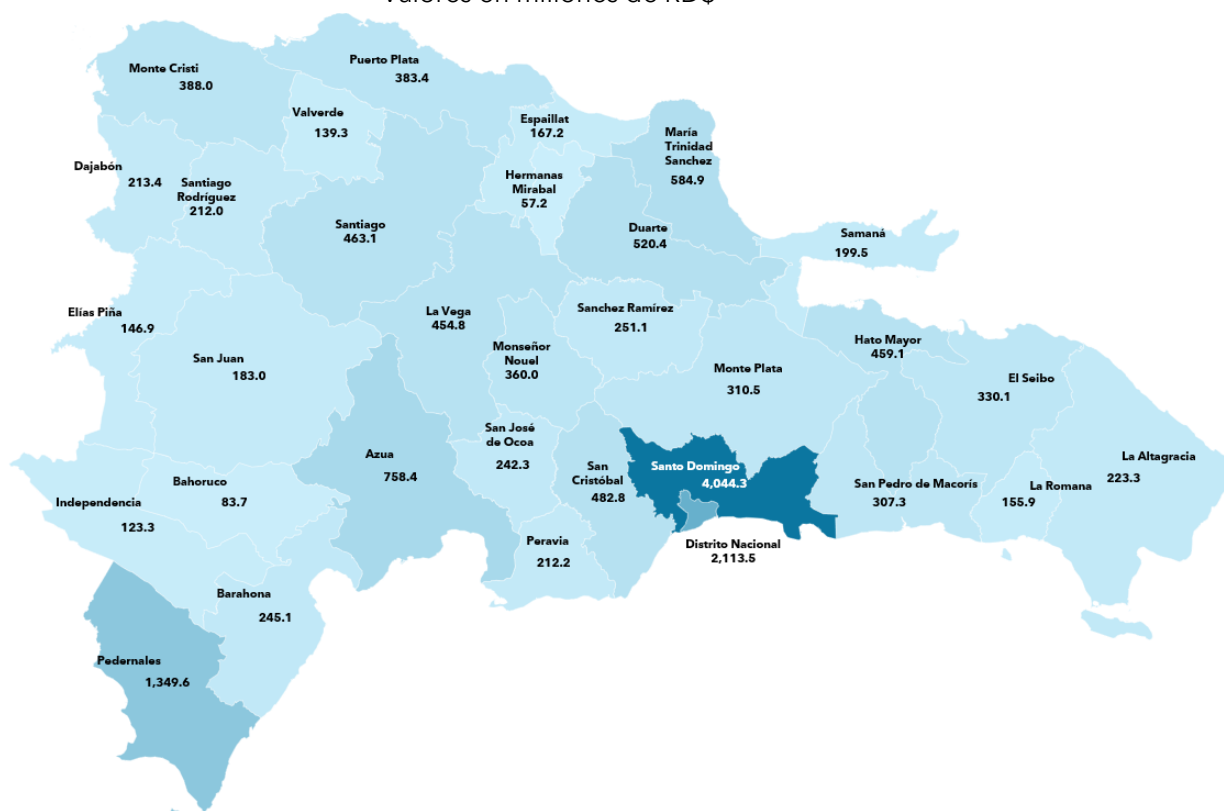 Valores en millones de RD$
Puerto Plata
383.4
Monte Cristi
388.0
Valverde
139.3
Espaillat
167.2
María
Trinidad
Sanchez
584.9
Dajabón
213.4
Santiago
Rodríguez
212.0
Hermanas
Mirabal
57.2
Santiago
463.1
Duarte
520.4
Samaná
199.5
Elías Piña
146.9
La Vega
454.8
Sanchez Ramírez
251.1
San Juan
183.0
Monseñor
Nouel
360.0
Hato Mayor
459.1
Monte Plata
310.5
El Seibo
330.1
San José
de Ocoa
242.3
Azua
758.4
San
Cristóbal
482.8
Santo Domingo
4,044.3
La Altagracia
223.3
Bahoruco
83.7
San Pedro de Macorís
307.3
La Romana
155.9
Independencia
123.3
Peravia
212.2
Distrito Nacional
2,113.5
Barahona
245.1
Pedernales
1,349.6